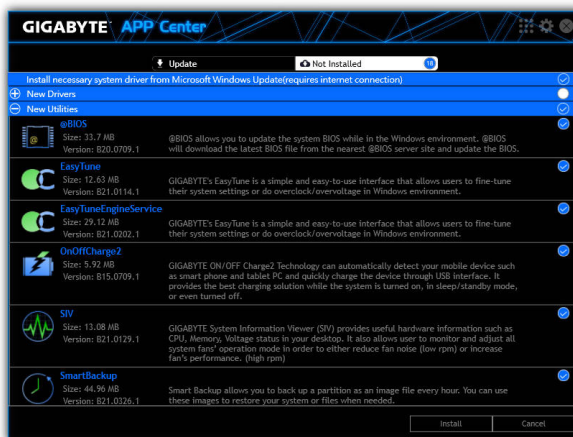 GIGABYTE™ APP Center
Update
Not Installed
18
Install necessary system driver from Microsoft Windows Update(requires internet connection)
New Drivers
New Utilities
@BIOS
Size: 33.7 MB
Version: B20.0709.1
@BIOS allows you to update the system BIOS while in the Windows environment. @BIOS
will download the latest BIOS file from the nearest @BIOS server site and update the BIOS.
EasyTune
Size: 12.63 MB
Version: B21.0114.1
GIGABYTE's EasyTune is a simple and easy-to-use interface that allows users to fine-tune
their system settings or do overclock/overvoltage in Windows environment.
EasyTuneEngineService
Size: 29.12 MB
Version: B21.0202.1
GIGABYTE's EasyTune is a simple and easy-to-use interface that allows users to fine-tune
their system settings or do overclock/overvoltage in Windows environment.
OnOffCharge2
Size: 5.92 MB
Version: B15.0709.1
GIGABYTE ON/OFF Charge2 Technology can automatically detect your mobile device such
as smart phone and tablet PC and quickly charge the device through USB interface. It
provides the best charging solution while the system is turned on, in sleep/standby mode,
or even turned off.
SIV
Size: 13.08 MB
Version: B21.0129.1
GIGABYTE System Information Viewer (SIV) provides useful hardware information such as
CPU, Memory, Voltage status in your desktop. It also allows user to monitor and adjust all
system fans' operation mode in order to either reduce fan noise (low rpm) or increase
fan's performance. (high rpm)
SmartBackup
Size: 44.96 MB
Version: B21.0326.1
Smart Backup allows you to back up a partition as an image file every hour. You can use
these images to restore your system or files when needed.
Install
Cancel